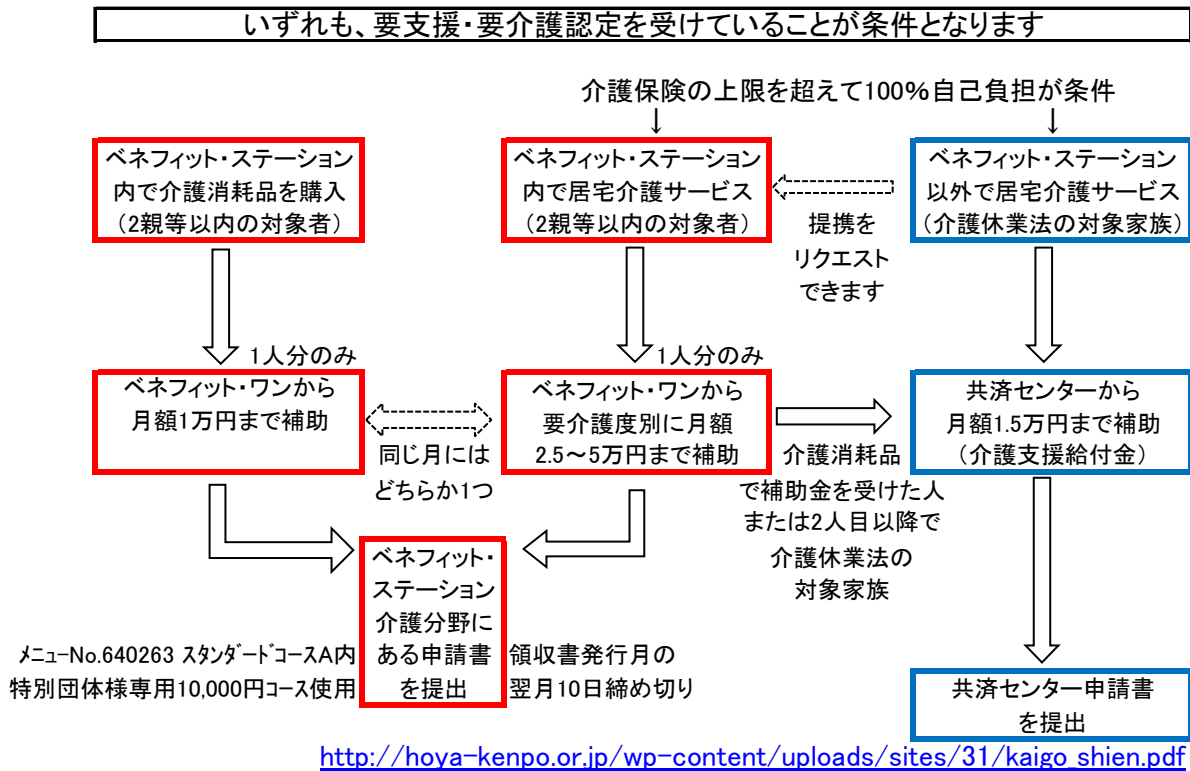 いずれも、要支援・要介護認定を受けていることが条件となります
介護保険の上限を超えて100%自己負担が条件
↓
↓
ベネフィット・ステーション
内で介護消耗品を購入
(2親等以内の対象者)
ベネフィット・ステーション
内で居宅介護サービス
(2親等以内の対象者)
提携を
リクエスト
できます
ベネフィット・ステーション
以外で居宅介護サービス
(介護休業法の対象家族)
1人分のみ
ベネフィット・ワンから
月額1万円まで補助
同じ月には
どちらか1つ
1人分のみ
ベネフィット・ワンから
要介護度別に月額
2.5~5万円まで補助
介護消耗品
で補助金を受けた人
または2人目以降で
介護休業法の
対象家族
共済センターから
月額1.5万円まで補助
(介護支援給付金)
ベネフィット・
ステーション
介護分野に
ある申請書
を提出
メニューNo.640263 スタンダードコースA内
特別団体様専用10,000円コース使用
領収書発行月の
翌月10日締め切り
共済センター申請書
を提出
http://hoya-kenpo.or.jp/wp-content/uploads/sites/31/kaigo_shien.pdf